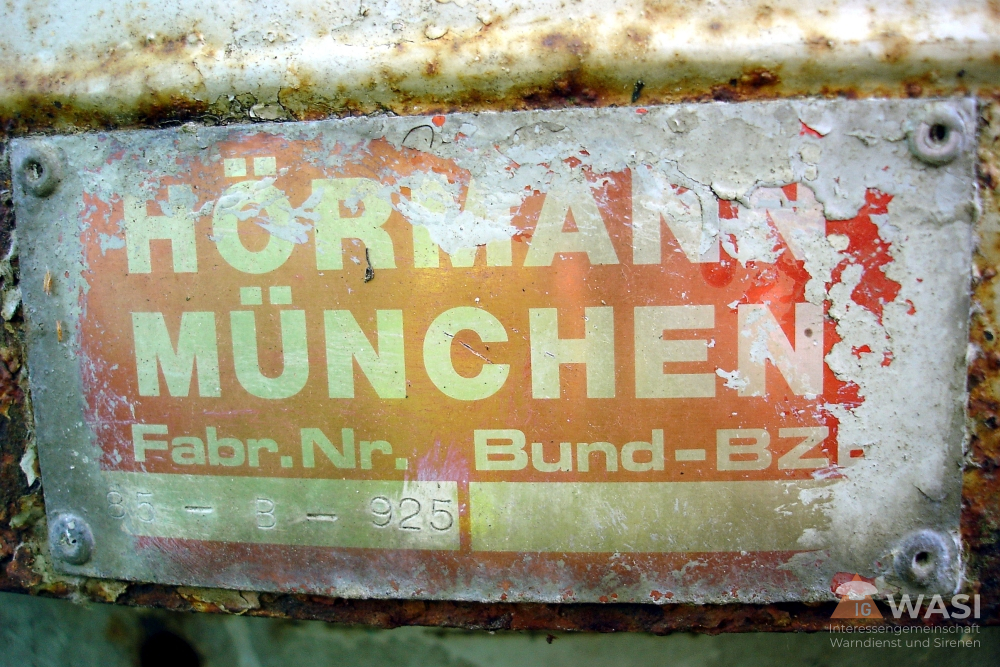 HÖRMANN
MÜNCHEN
Fabr.Nr. Bund-BZ
85 - B - 925
IG WASI
Interessengemeinschaft
Warndienst und Sirenen